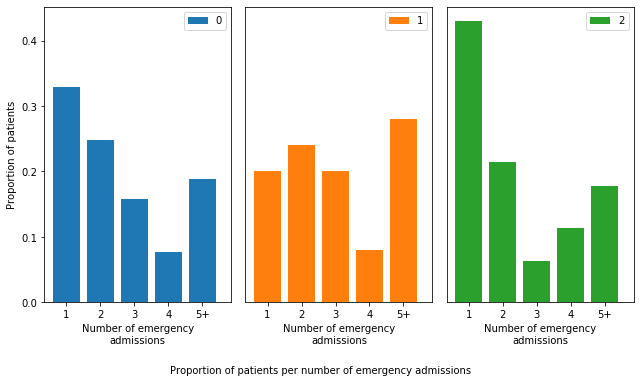 0
1
2
0.4
0.3
0.2
0.1
0.0
Proportion of patients
1 2 3 4 5+
1 2 3 4 5+
1 2 3 4 5+
Number of emergency
admissions
Number of emergency
admissions
Number of emergency
admissions
Proportion of patients per number of emergency admissions